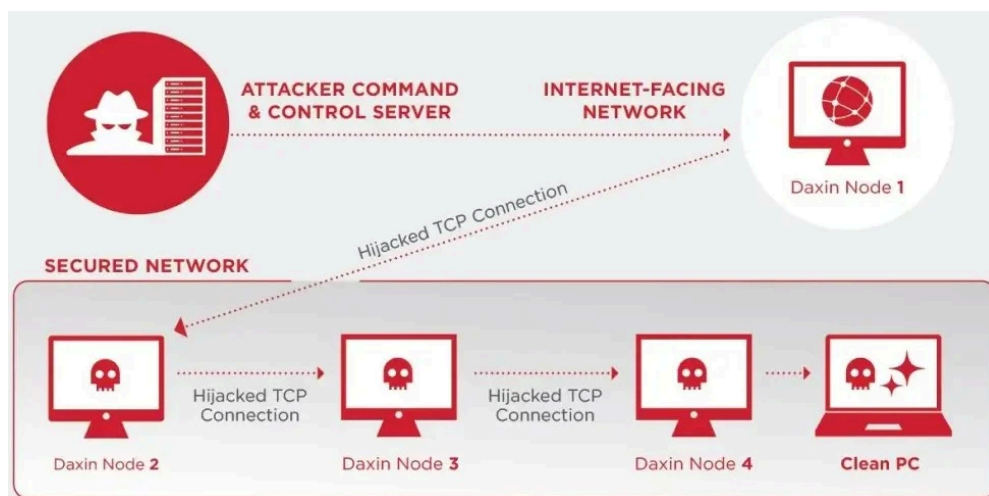 ATTACKER COMMAND
& CONTROL SERVER
INTERNET-FACING
NETWORK
Daxin Node 1
Hijacked TCP Connection
SECURED NETWORK
Hijacked TCP
Connection
Hijacked TCP
Connection
Daxin Node 2
Daxin Node 3
Daxin Node 4
Clean PC